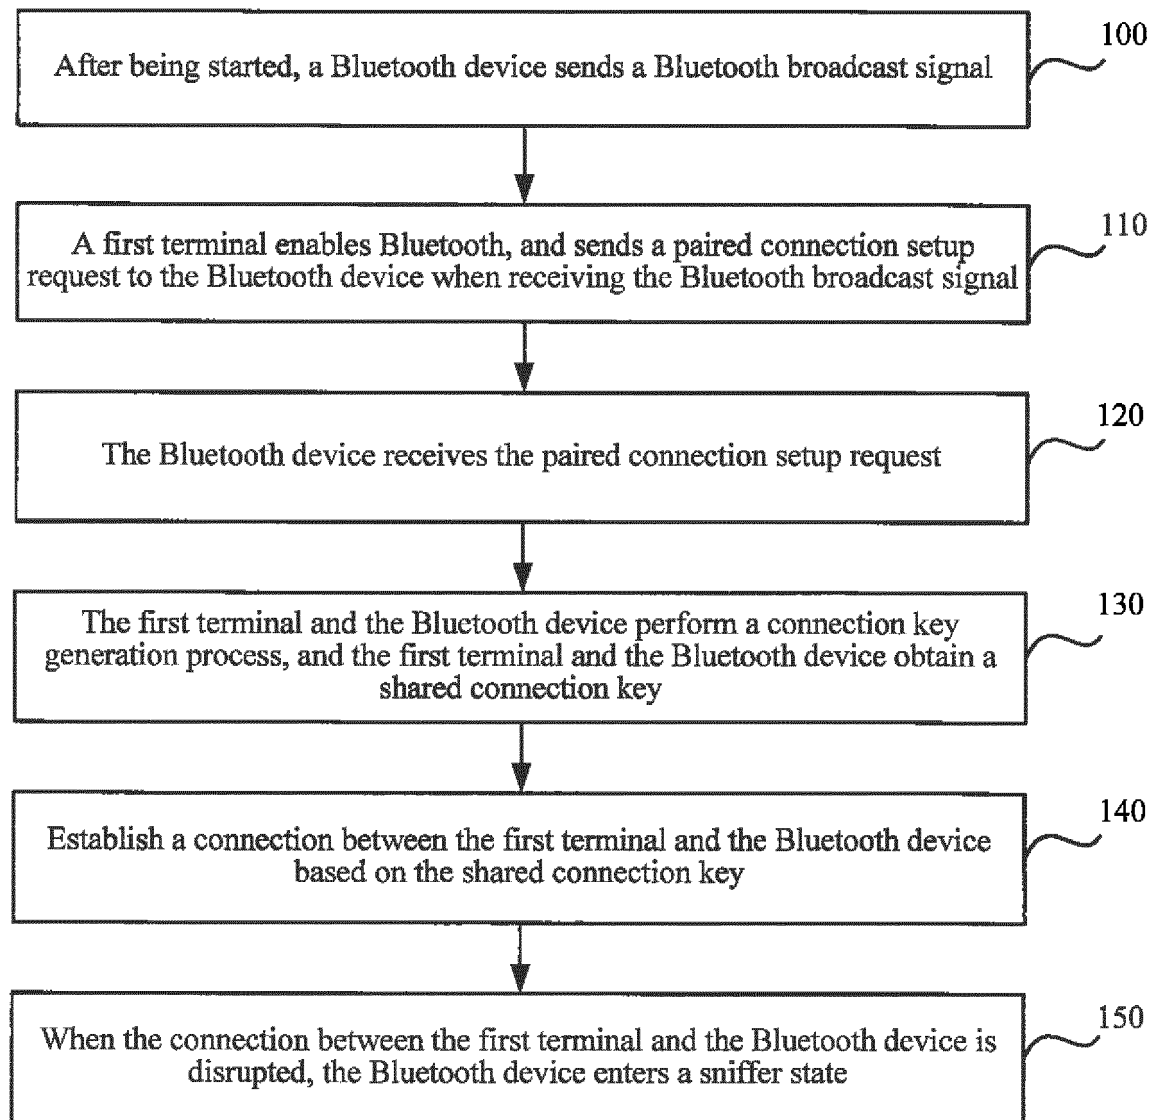 100
After being started, a Bluetooth device sends a Bluetooth broadcast signal
110
A first terminal enables Bluetooth, and sends a paired connection setup
request to the Bluetooth device when receiving the Bluetooth broadcast signal
120
The Bluetooth device receives the paired connection setup request
130
The first terminal and the Bluetooth device perform a connection key
generation process, and the first terminal and the Bluetooth device obtain a
shared connection key
140
Establish a connection between the first terminal and the Bluetooth device
based on the shared connection key
150
When the connection between the first terminal and the Bluetooth device is
disrupted, the Bluetooth device enters a sniffer state